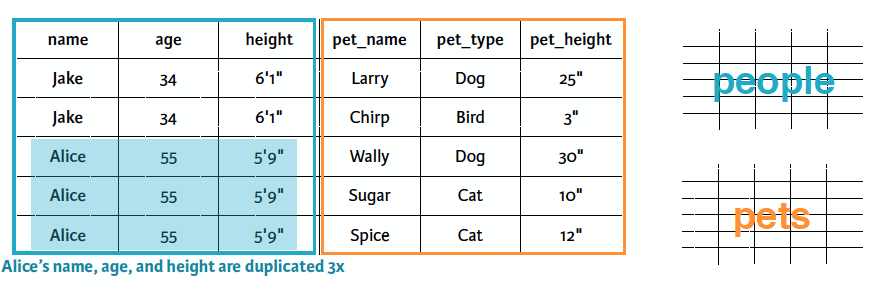 name age height pet_name pet_type pet_height
Jake 34 6'1" Larry Dog 25"
Jake 34 6'1" Chirp Bird 3"
Alice 55 5'9" Wally Dog 30"
Alice 55 5'9" Sugar Cat 10"
Alice 55 5'9" Spice Cat 12"
Alice’s name, age, and height are duplicated 3x
people
pets